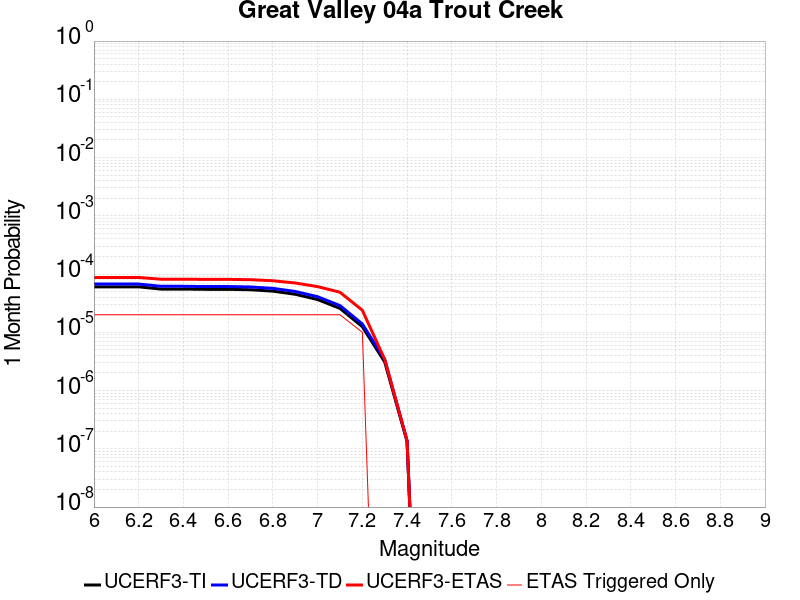 Great Valley 04a Trout Creek
10^0
10^-1
10^-2
10^-3
10^-4
10^-5
10^-6
10^-7
10^-8
1 Month Probability
6 6.2 6.4 6.6 6.8 7 7.2 7.4 7.6 7.8 8 8.2 8.4 8.6 8.8 9
Magnitude
UCERF3-TI UCERF3-TD UCERF3-ETAS ETAS Triggered Only